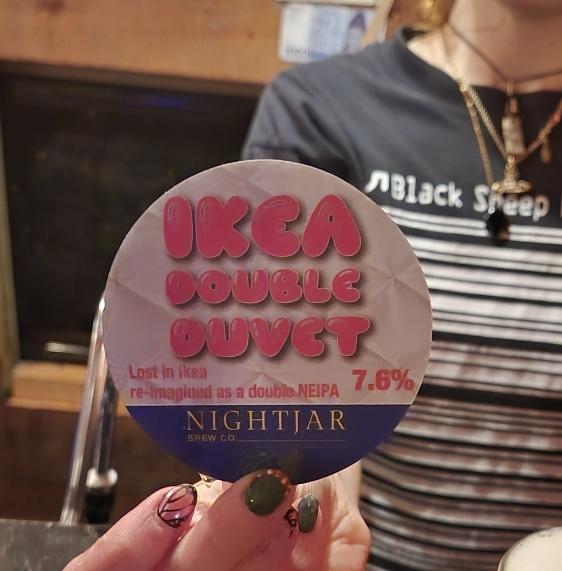 Black Sheep
IKEA
DOUBLE
DUVET
Lost in Ikea
re-imagined as a double NEIPA
7.6%
NIGHTJAR
BREW CO